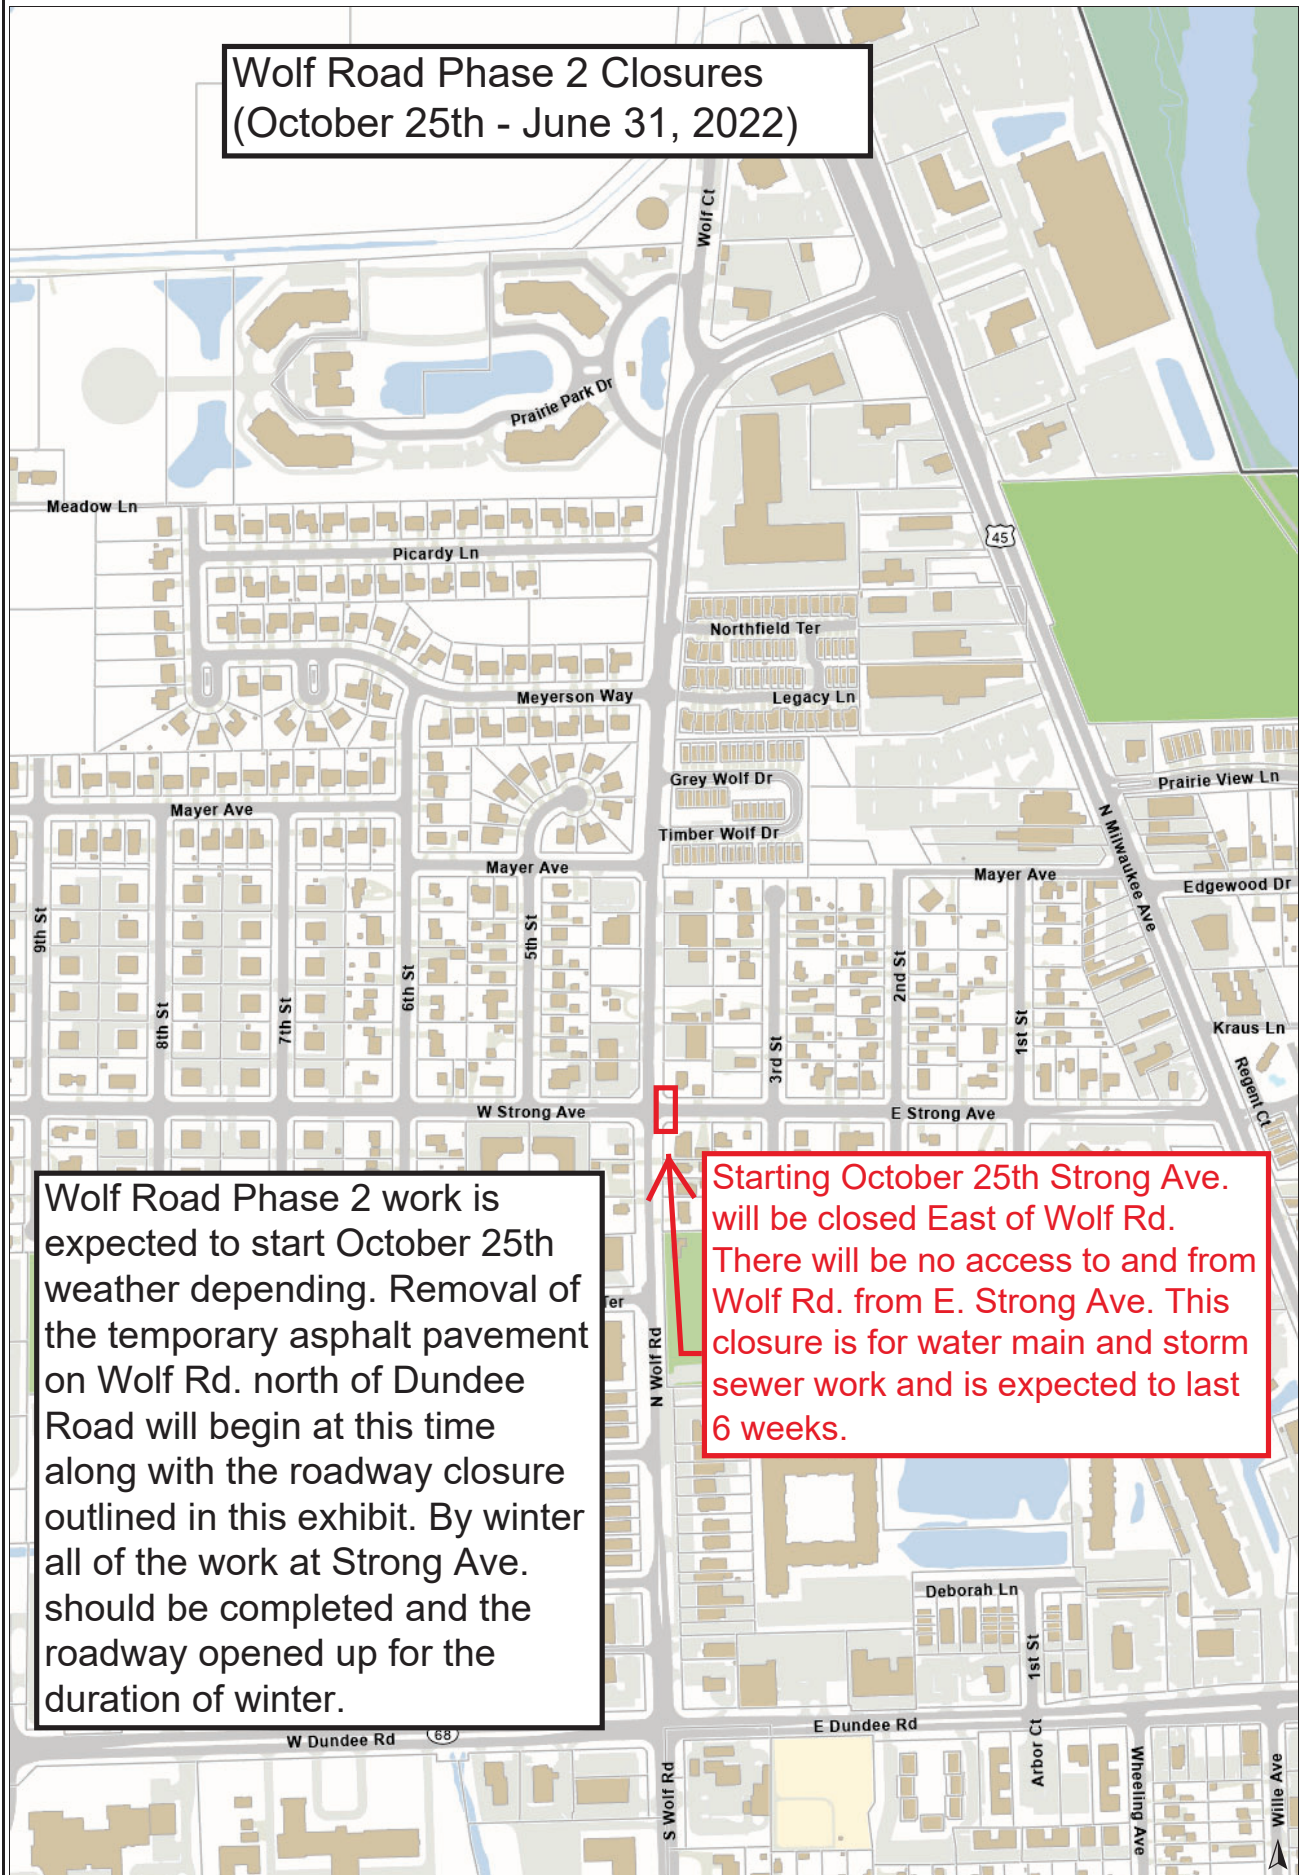 Wolf Road Phase 2 Closures
(October 25th - June 31, 2022)
Wolf Ct
Prairie Park Dr
Meadow Ln
Picardy Ln
45
Northfield Ter
Meyerson Way
Legacy Ln
Grey Wolf Dr
Prairie View Ln
Mayer Ave
Timber Wolf Dr
N Milwaukee Ave
Mayer Ave
Mayer Ave
Edgewood Dr
9th St
5th St
6th St
2nd St
8th St
7th St
1st St
3rd St
Kraus Ln
Regent Ct
W Strong Ave
E Strong Ave
Wolf Road Phase 2 work is
expected to start October 25th
weather depending. Removal of
the temporary asphalt pavement
on Wolf Rd. north of Dundee
Road will begin at this time
along with the roadway closure
outlined in this exhibit. By winter
all of the work at Strong Ave.
should be completed and the
roadway opened up for the
duration of winter.
Starting October 25th Strong Ave.
will be closed East of Wolf Rd.
There will be no access to and from
Wolf Rd. from E. Strong Ave. This
closure is for water main and storm
sewer work and is expected to last
6 weeks.
Ter
N Wolf Rd
Deborah Ln
1st St
W Dundee Rd
68
E Dundee Rd
S Wolf Rd
Arbor Ct
Wheeling Ave
Wille Ave